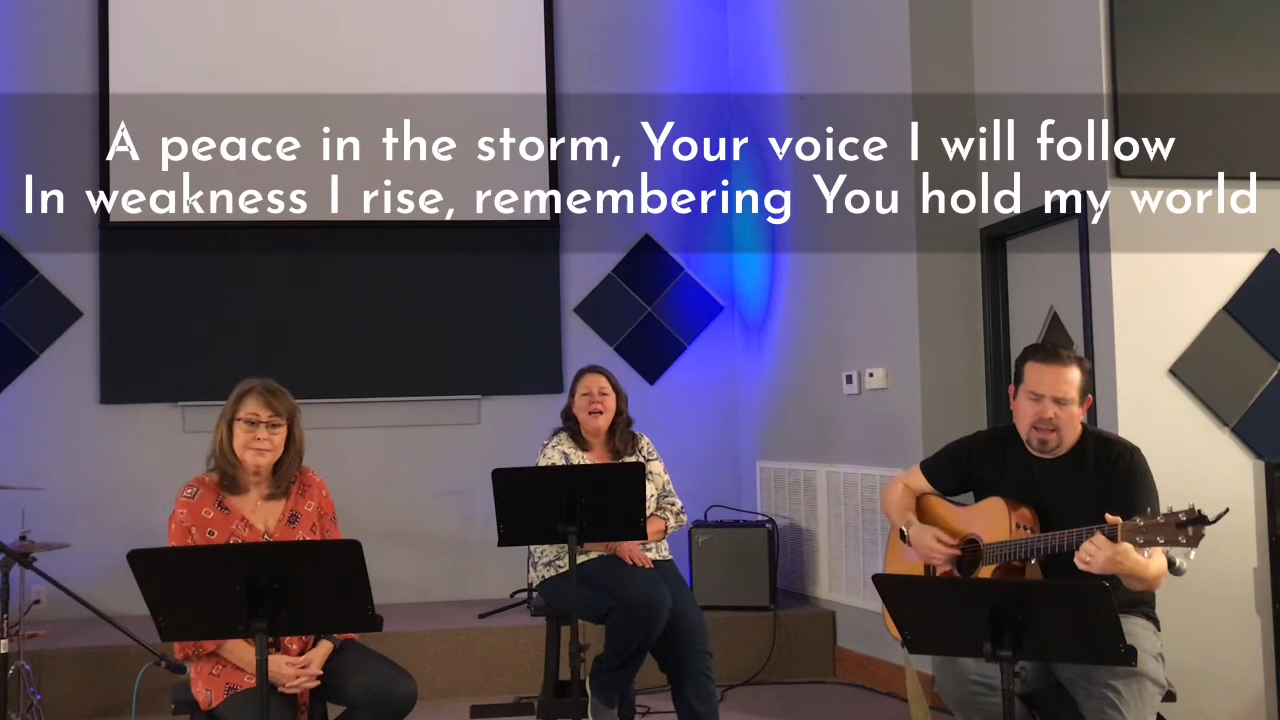 A peace in the storm, Your voice I will follow
In weakness I rise, remembering You hold my world